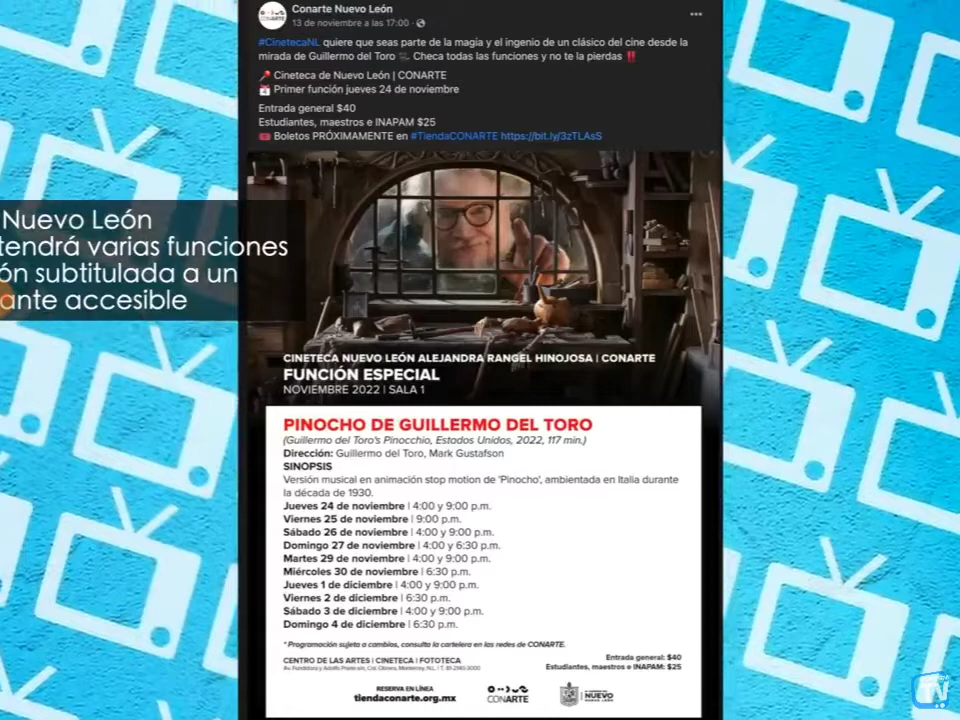 Conarte Nuevo León
13 de noviembre a las 17:00
#CinetecaNL quiere que seas parte de la magia y el ingenio de un clásico del cine desde la
mirada de Guillermo del Toro Checa todas las funciones y no te la pierdas ‼️
Cineteca de Nuevo León | CONARTE
Primer función jueves 24 de noviembre
Entrada general $40
Estudiantes, maestros e INAPAM $25
Boletos PRÓXIMAMENTE en #TiendaCONARTE https://bit.ly/3zTLAsS
Nuevo León
tendrá varias funciones
ón subtitulada a un
ante accesible
CINETECA NUEVO LEÓN ALEJANDRA RANGEL HINOJOSA | CONARTE
FUNCIÓN ESPECIAL
NOVIEMBRE 2022 | SALA 1
PINOCHO DE GUILLERMO DEL TORO
(Guillermo del Toro's Pinocchio, Estados Unidos, 2022, 117 min.)
Dirección: Guillermo del Toro, Mark Gustafson
SINOPSIS
Versión musical en animación stop motion de 'Pinocho', ambientada en Italia durante
la década de 1930.
Jueves 24 de noviembre | 4:00 y 9:00 p.m.
Viernes 25 de noviembre | 9:00 p.m.
Sábado 26 de noviembre | 4:00 y 9:00 p.m.
Domingo 27 de noviembre | 4:00 y 6:30 p.m.
Martes 29 de noviembre | 4:00 y 9:00 p.m.
Miércoles 30 de noviembre | 6:30 p.m.
Jueves 1 de diciembre | 4:00 y 9:00 p.m.
Viernes 2 de diciembre | 6:30 p.m.
Sábado 3 de diciembre | 4:00 y 9:00 p.m.
Domingo 4 de diciembre | 6:30 p.m.
* Programación sujeta a cambios, consulta la cartelera en las redes de CONARTE.
CENTRO DE LAS ARTES | CINETECA | FOTOTECA
Entrada general: $40
Estudiantes, maestros e INAPAM: $25
RESERVA EN LÍNEA
tiendaconarte.org.mx
CONARTE
NUEVO
TV